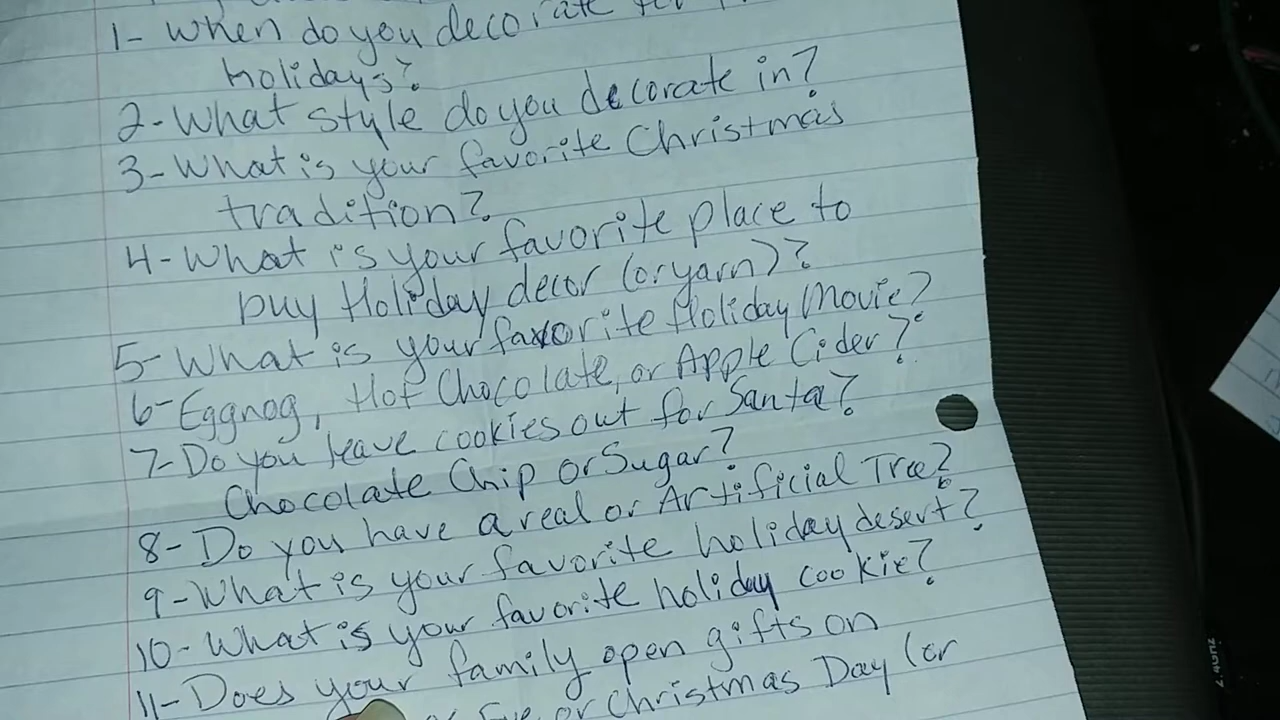 1- When do you decorate for
holidays?
2- What style do you decorate in?
3- What is your favorite Christmas
tradition?
4- What is your favorite place to
buy Holiday decor (or yarn)?
5- What is your favorite Holiday Movie?
6- Eggnog, Hot Chocolate, or Apple Cider?
7- Do you leave cookies out for Santa?
Chocolate Chip or Sugar?
8- Do you have a real or Artificial Tree?
9- What is your favorite holiday desert?
10- What is your favorite holiday cookie?
11- Does your family open gifts on
Eve or Christmas Day (or